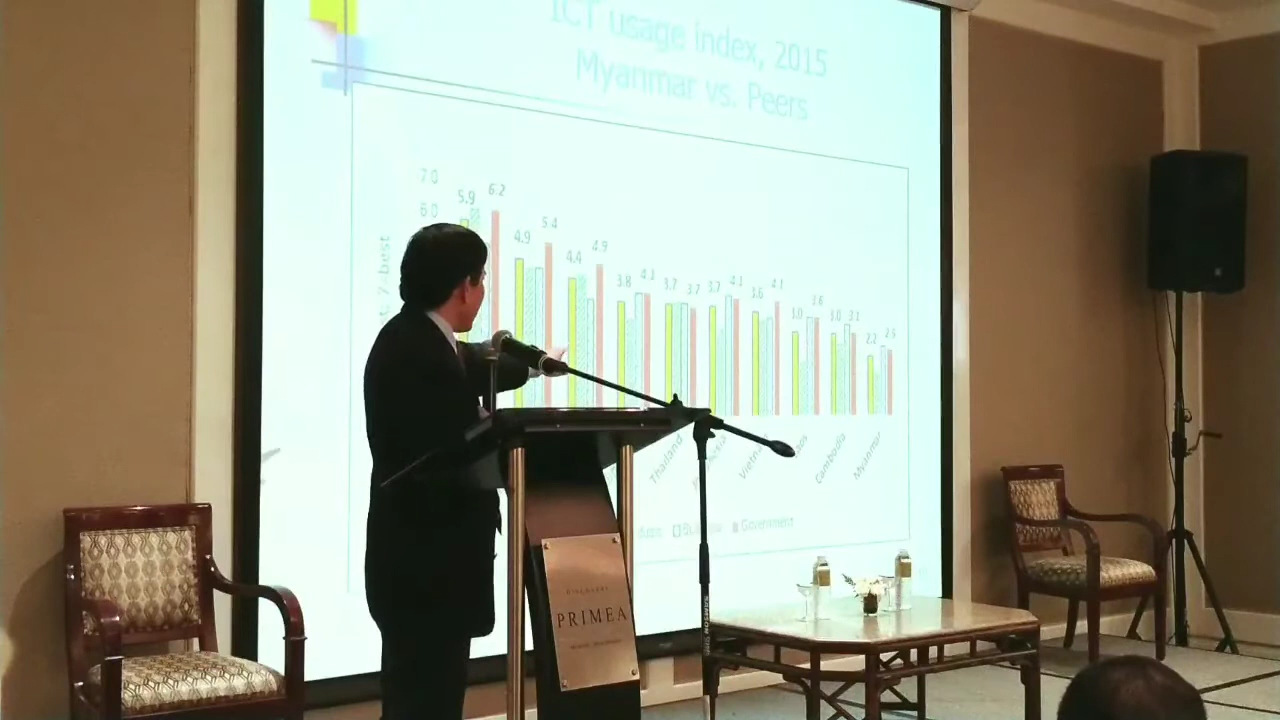 ICT usage index, 2015
Myanmar vs. Peers
7.0
6.0
7=best
5.9 6.2
4.9 5.4
4.4 4.9
3.8 4.1
3.7 3.7
3.7 4.1
3.6 4.1
3.0 3.6
3.0 3.1
2.2 2.5
Thailand
Cambodia
Myanmar
Government
PRIMEA